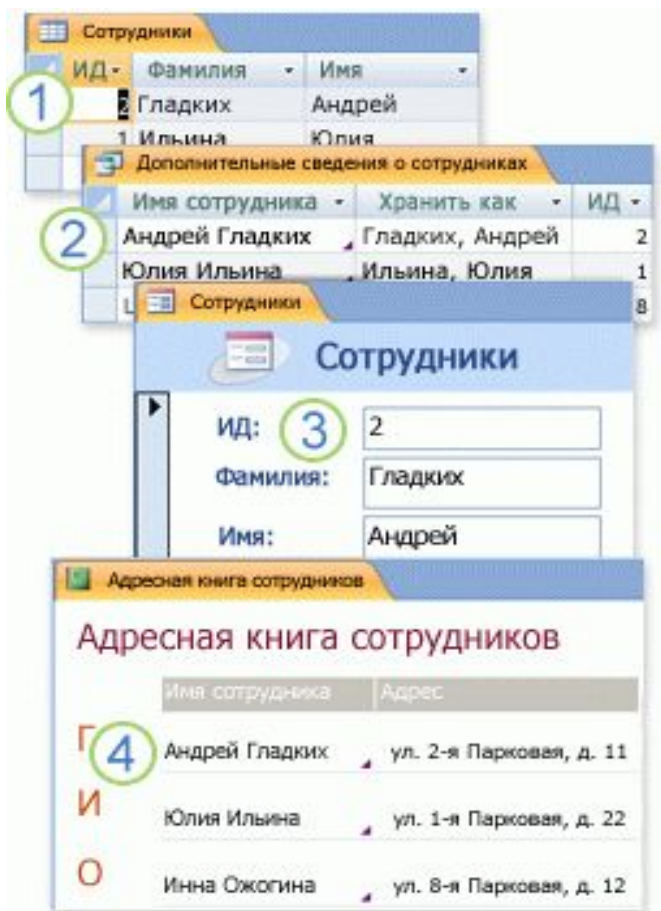 Сотрудники
ИД Фамилия Имя
1
2 Гладких Андрей
1 Ильина Юлия
Дополнительные сведения о сотрудниках
Имя сотрудника Хранить как ИД
2
Андрей Гладких Гладких, Андрей 2
Юлия Ильина Ильина, Юлия 1
8
Сотрудники
Сотрудники
ИД: 3 2
Фамилия: Гладких
Имя: Андрей
Адресная книга сотрудников
Адресная книга сотрудников
Имя сотрудника Адрес
Г
4 Андрей Гладких ул. 2-я Парковая, д. 11
И
Юлия Ильина ул. 1-я Парковая, д. 22
О
Инна Ожогина ул. 8-я Парковая, д. 12